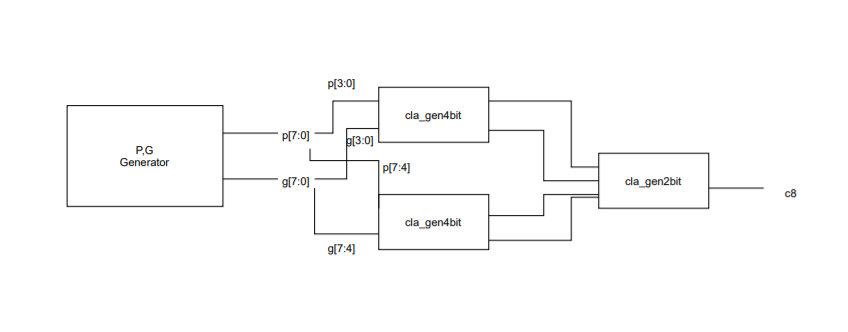 p[3:0]
cla_gen4bit
P,G
Generator
p[7:0]
g[3:0]
p[7:4]
g[7:0]
cla_gen2bit
c8
cla_gen4bit
g[7:4]